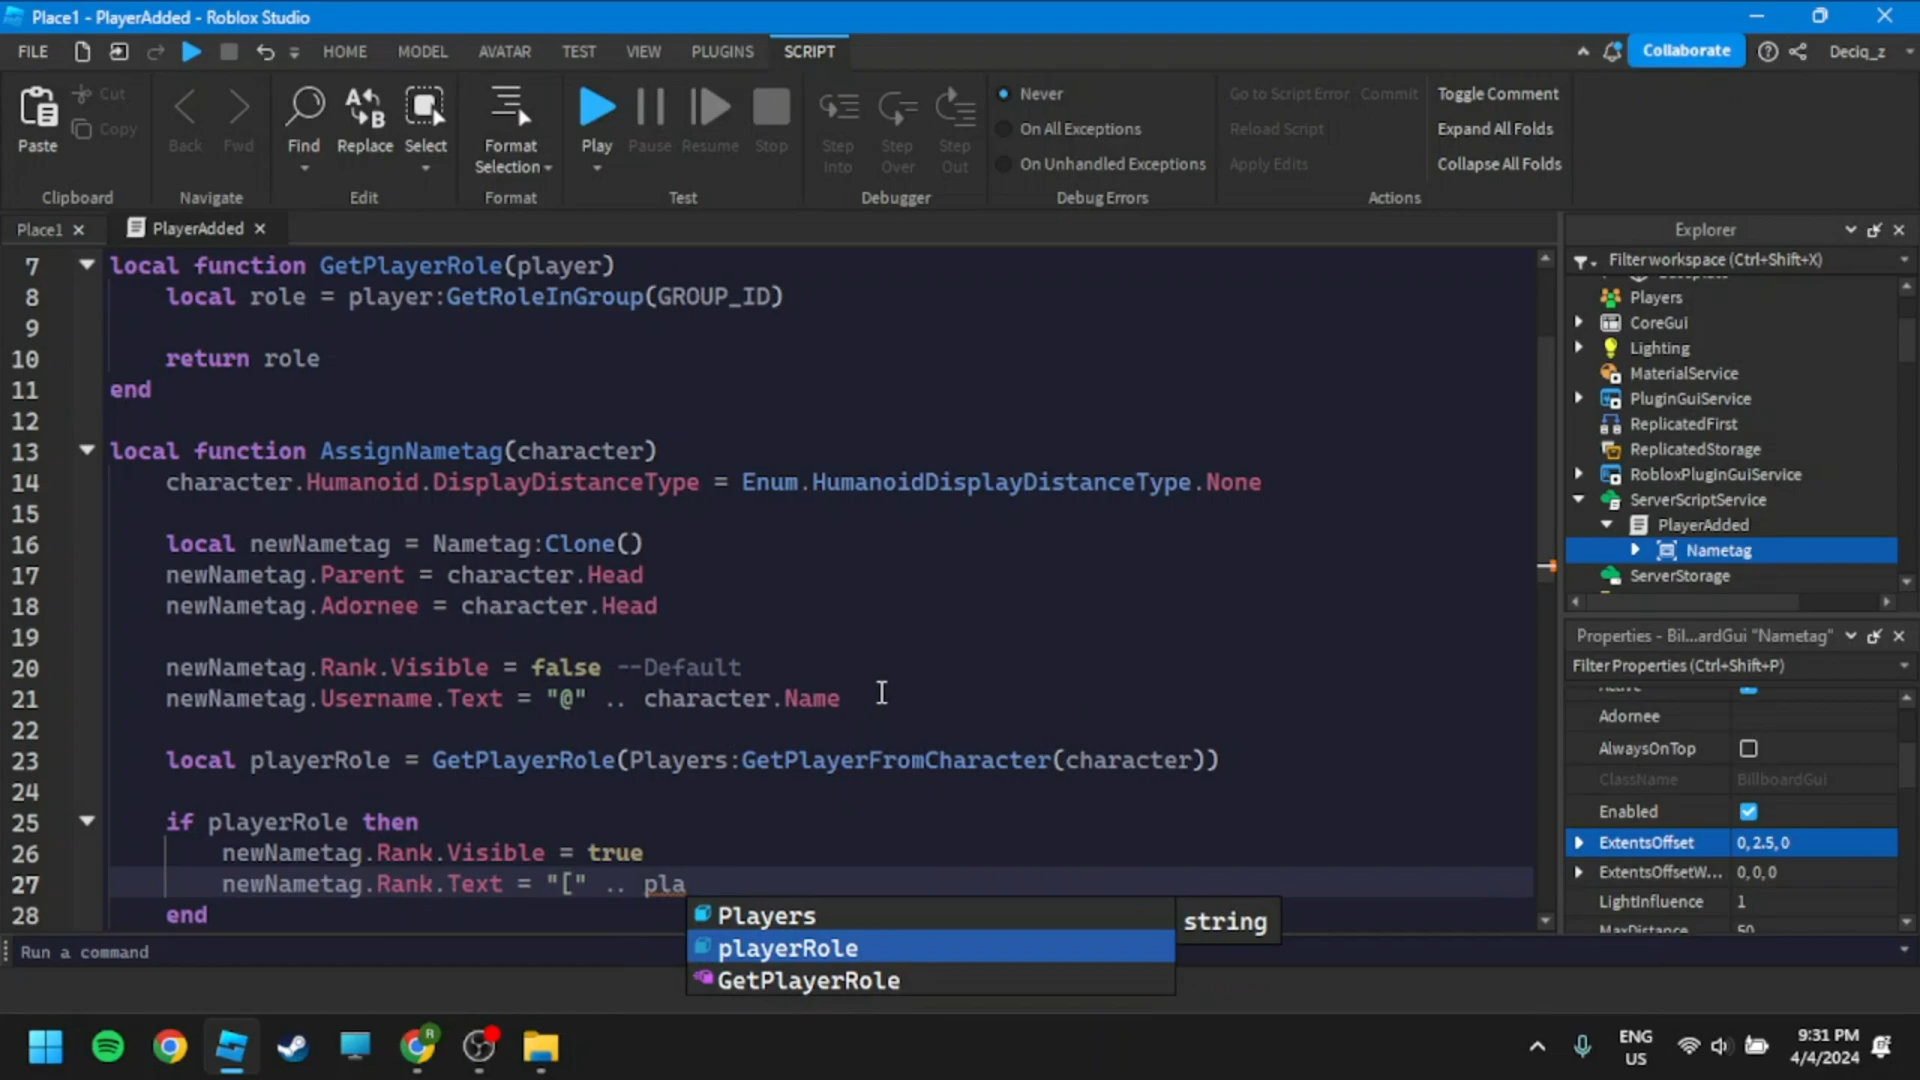 Place1 - PlayerAdded - Roblox Studio
FILE HOME MODEL AVATAR TEST VIEW PLUGINS SCRIPT Collaborate Deciq_z
Paste Cut Copy Back Fwd Find Replace Select Format Selection Play Pause Resume Stop Step Into Step Over Step Out
Never
On All Exceptions
On Unhandled Exceptions
Go to Script Error Commit
Reload Script
Apply Edits
Toggle Comment
Expand All Folds
Collapse All Folds
Clipboard Navigate Edit Format Test Debugger Debug Errors Actions
Place1 PlayerAdded
7 local function GetPlayerRole(player)
8 local role = player:GetRoleInGroup(GROUP_ID)
9
10 return role
11 end
12
13 local function AssignNametag(character)
14 character.Humanoid.DisplayDistanceType = Enum.HumanoidDisplayDistanceType.None
15
16 local newNametag = Nametag:Clone()
17 newNametag.Parent = character.Head
18 newNametag.Adornee = character.Head
19
20 newNametag.Rank.Visible = false --Default
21 newNametag.Username.Text = "@" .. character.Name
22
23 local playerRole = GetPlayerRole(Players:GetPlayerFromCharacter(character))
24
25 if playerRole then
26 newNametag.Rank.Visible = true
27 newNametag.Rank.Text = "[" .. pla
28 end
Players
playerRole
GetPlayerRole
string
Run a command
Explorer
Filter workspace (Ctrl+Shift+X)
Players
CoreGui
Lighting
MaterialService
PluginGuiService
ReplicatedFirst
ReplicatedStorage
RobloxPluginGuiService
ServerScriptService
PlayerAdded
Nametag
ServerStorage
Properties - Bil...ardGui "Nametag"
Filter Properties (Ctrl+Shift+P)
Active
Adornee
AlwaysOnTop
ClassName BillboardGui
Enabled
ExtentsOffset 0, 2.5, 0
ExtentsOffsetW... 0, 0, 0
LightInfluence 1
MaxDistance 50
ENG
US
9:31 PM
4/4/2024